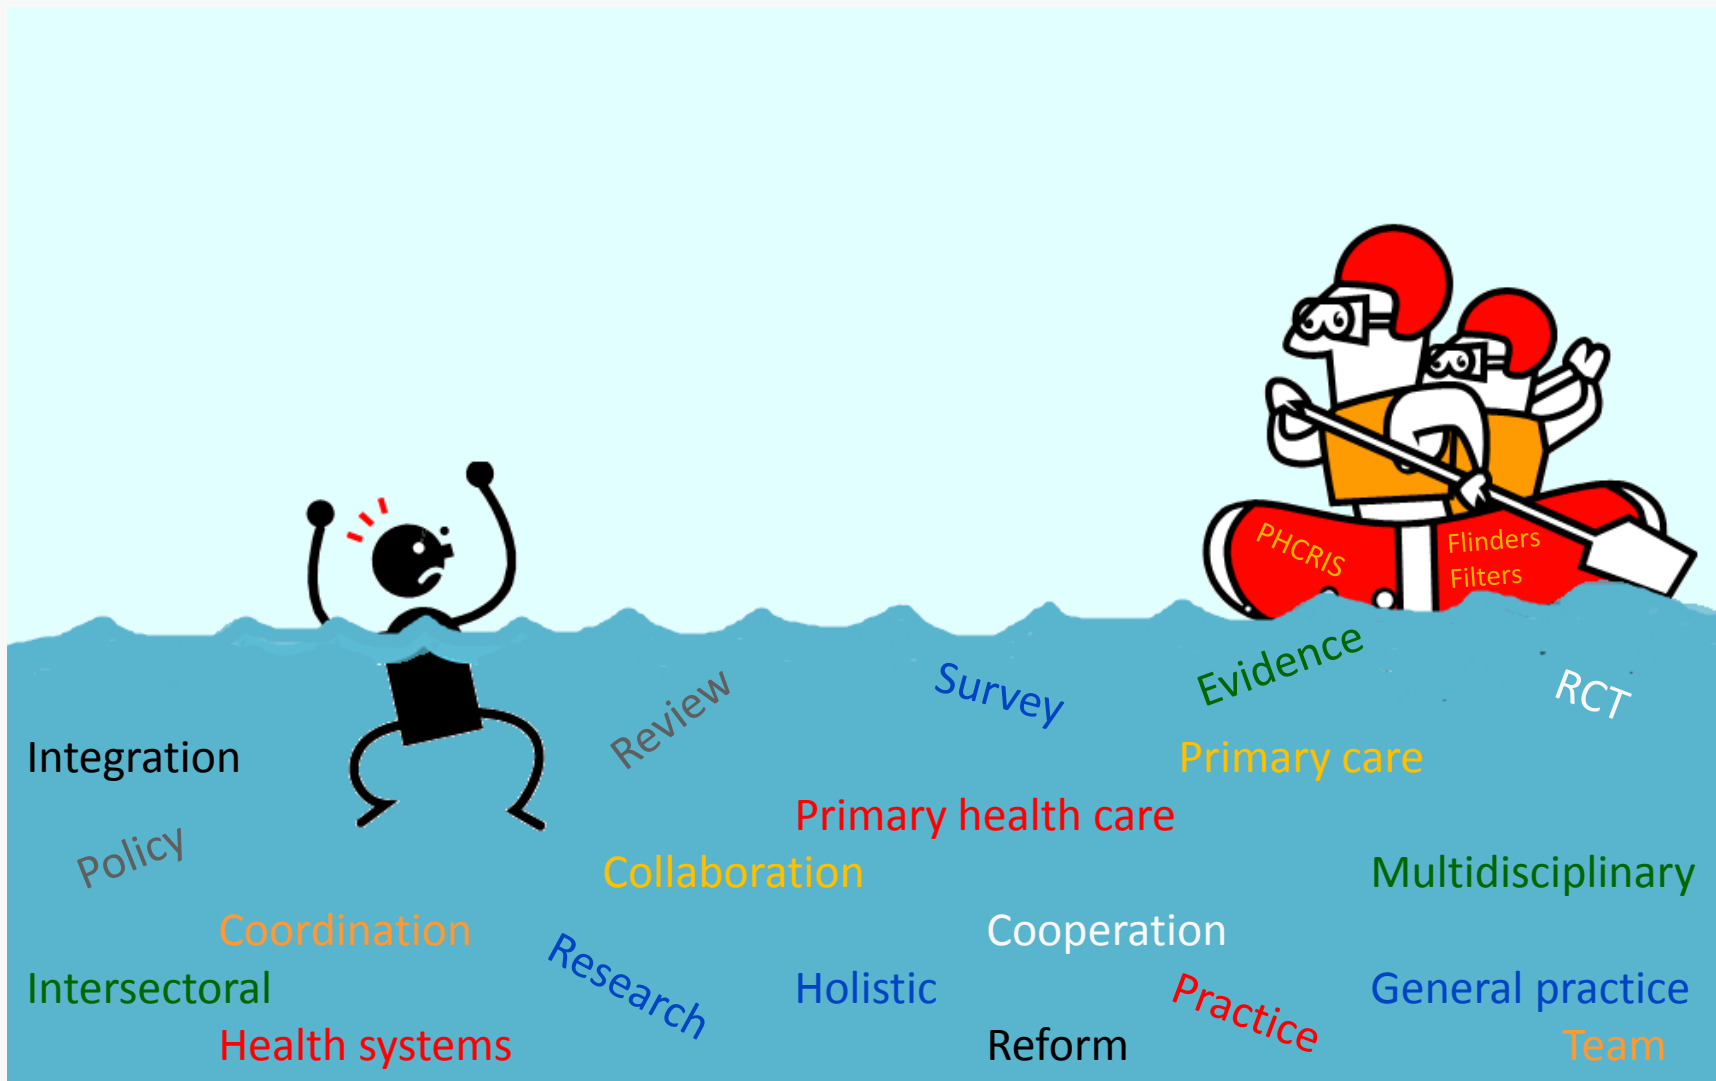 PHCRIS
Flinders
Filters
Evidence
Survey
Review
RCT
Integration
Primary care
Primary health care
Policy
Collaboration
Multidisciplinary
Coordination
Cooperation
Research
Intersectoral
Holistic
Practice
General practice
Health systems
Reform
Team